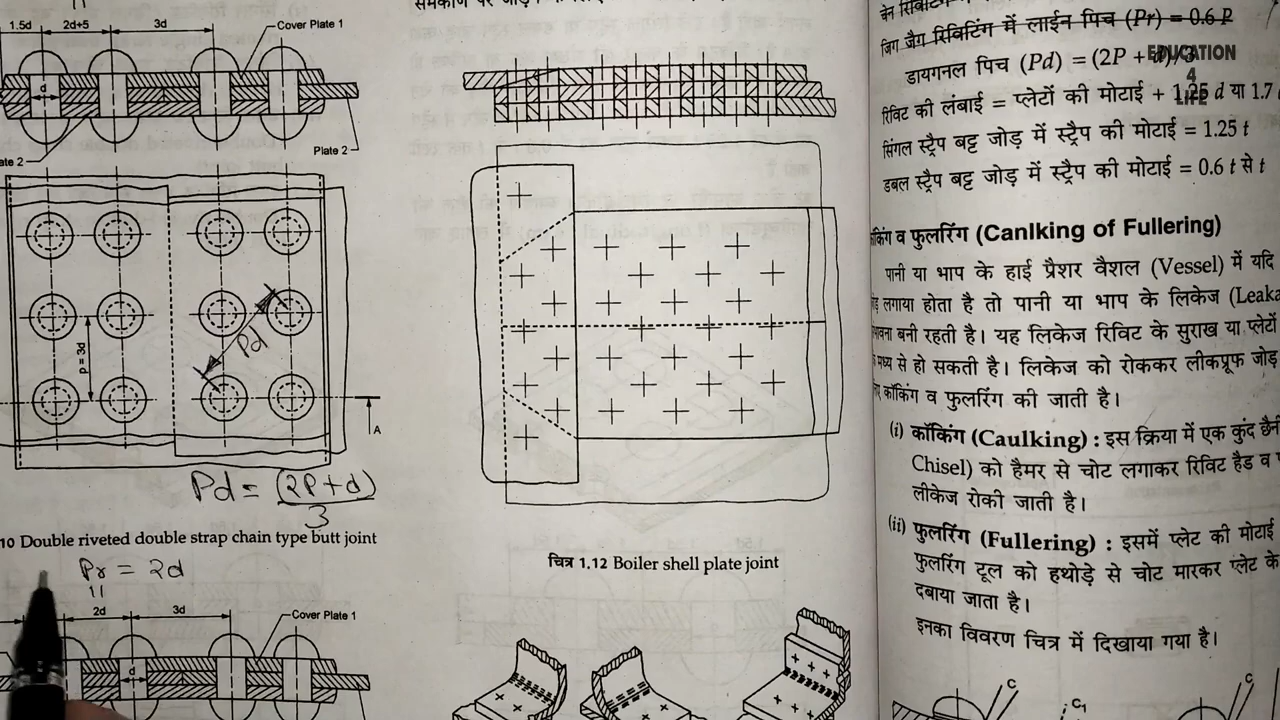 1.5d 2d+5 3d Cover Plate 1
d
Plate 2
p = 3d
Pd
A
Pd = (2P+d)
3
10 Double riveted double strap chain type butt joint
Pr = 2d
2d 3d Cover Plate 1
d
चित्र 1.12 Boiler shell plate joint
जिग जैग रिविटिंग में लाईन पिच (Pr) = 0.6 P
डायगनल पिच (Pd) = (2P +
EDUCATION
4
LIFE
रिविट की लंबाई = प्लेटों की मोटाई + 1.25 d या 1.7
सिंगल स्ट्रैप बट्ट जोड़ में स्ट्रैप की मोटाई = 1.25 t
डबल स्ट्रैप बट्ट जोड़ में स्ट्रैप की मोटाई = 0.6 t से t
व फुलरिंग (Canlking of Fullering)
पानी या भाप के हाई प्रैशर वैशल (Vessel) में यदि
लगाया होता है तो पानी या भाप के लिकेज (Leaka
बनी रहती है। यह लिकेज रिविट के सुराख या प्लेटों
मध्य से हो सकती है। लिकेज को रोककर लीकप्रूफ जोड़
कॉकिंग व फुलरिंग की जाती है।
(i) कॉकिंग (Caulking) : इस क्रिया में एक कुंद छैनी
Chisel) को हैमर से चोट लगाकर रिविट हैड व
लीकेज रोकी जाती है।
(ii) फुलरिंग (Fullering) : इसमें प्लेट की मोटाई
फुलरिंग टूल को हथोड़े से चोट मारकर प्लेट के
दबाया जाता है।
इनका विवरण चित्र में दिखाया गया है।
C C₁ C